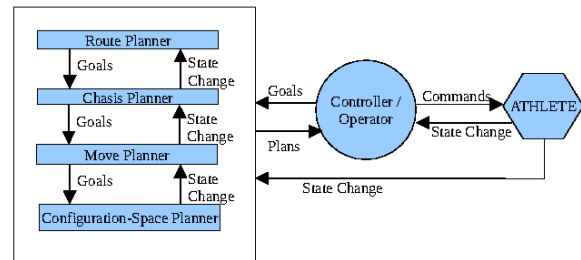 Route Planner
Goals
State
Change
Chasis Planner
Goals
State
Change
Move Planner
Goals
State
Change
Configuration-Space Planner
Goals
Plans
Controller /
Operator
Commands
State Change
ATHLETE
State Change